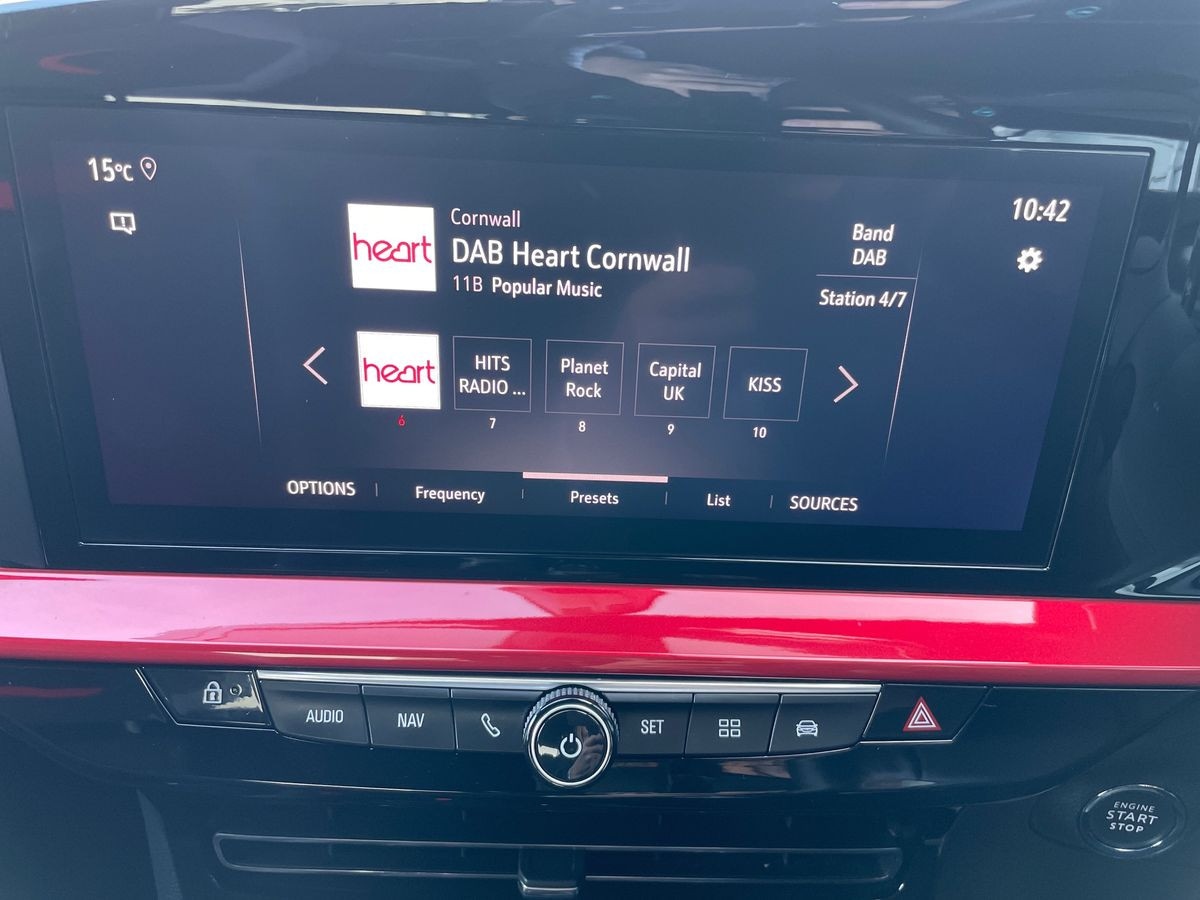 15°C
10:42
heart
Cornwall
DAB Heart Cornwall
11B Popular Music
Band
DAB
Station 4/7
heart
HITS
RADIO ...
Planet
Rock
Capital
UK
KISS
6 7 8 9 10
OPTIONS Frequency Presets List SOURCES
AUDIO NAV SET
ENGINE
START
STOP